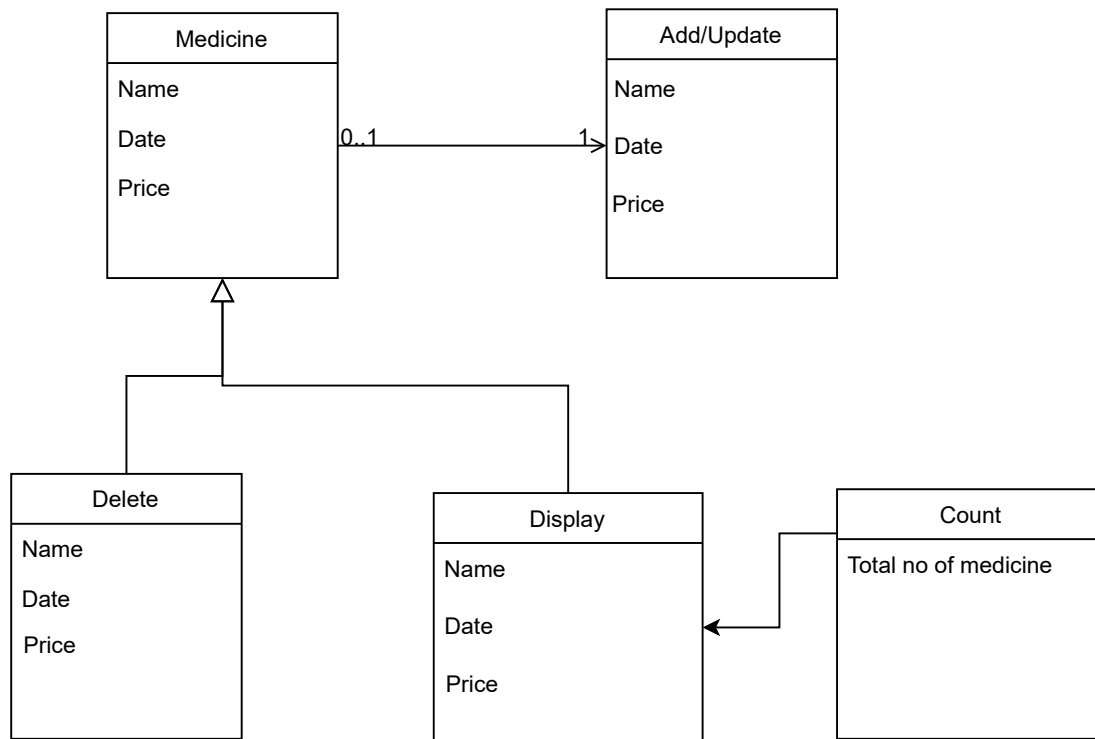 Medicine
Name
Date
Price
0..1
1
Add/Update
Name
Date
Price
Delete
Name
Date
Price
Display
Name
Date
Price
Count
Total no of medicine